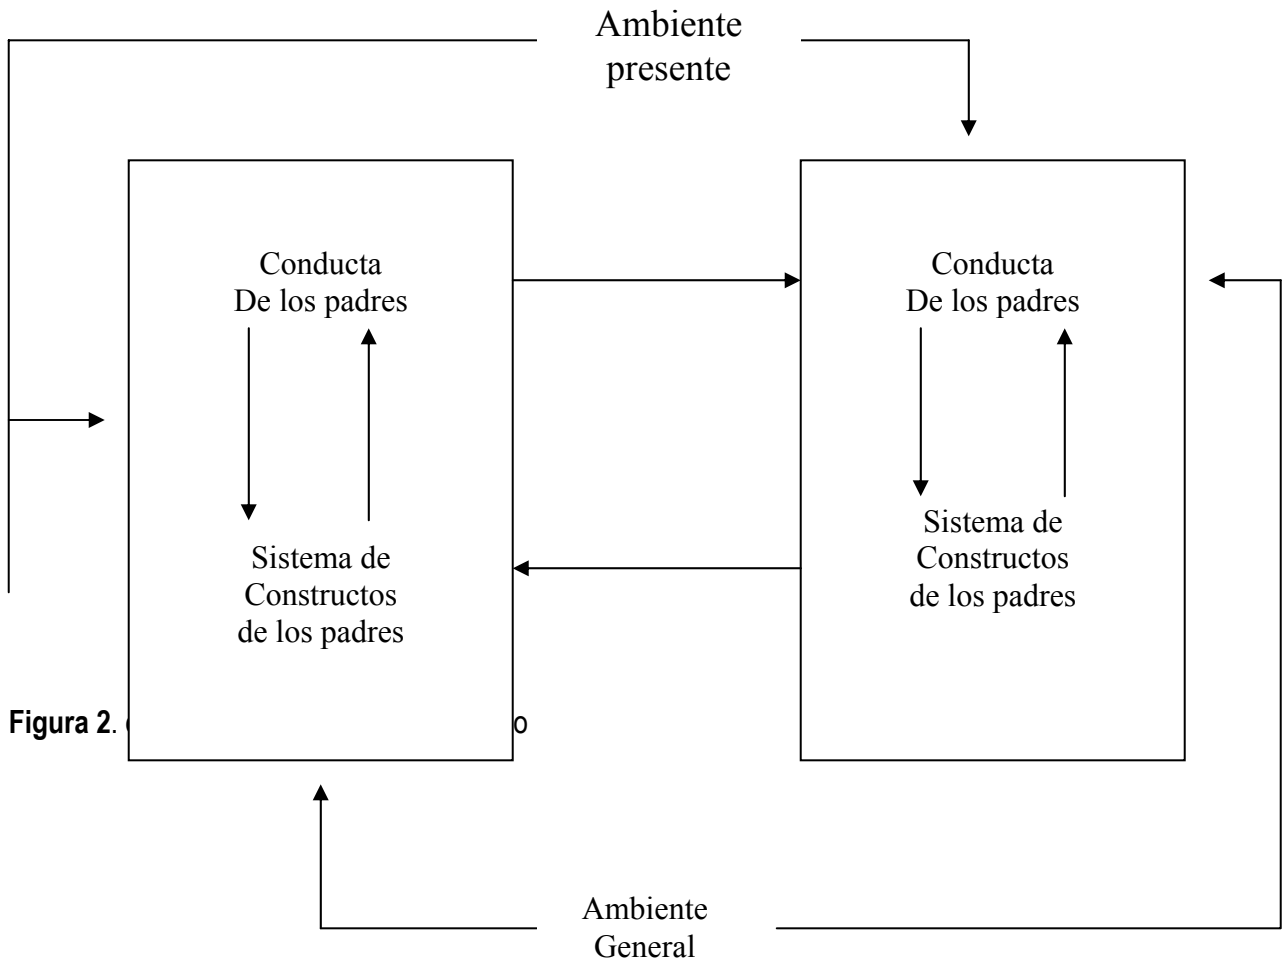 Ambiente
presente
Conducta
De los padres
Sistema de
Constructos
de los padres
Conducta
De los padres
Sistema de
Constructos
de los padres
Figura 2.
Ambiente
General